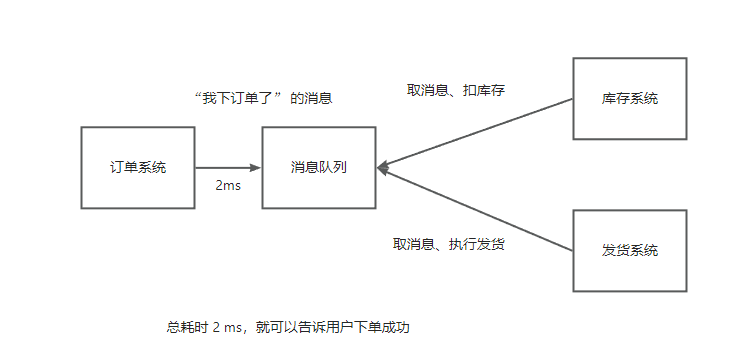 “我下订单了” 的消息
取消息、扣库存
库存系统
订单系统
2ms
消息队列
取消息、执行发货
发货系统
总耗时 2 ms，就可以告诉用户下单成功